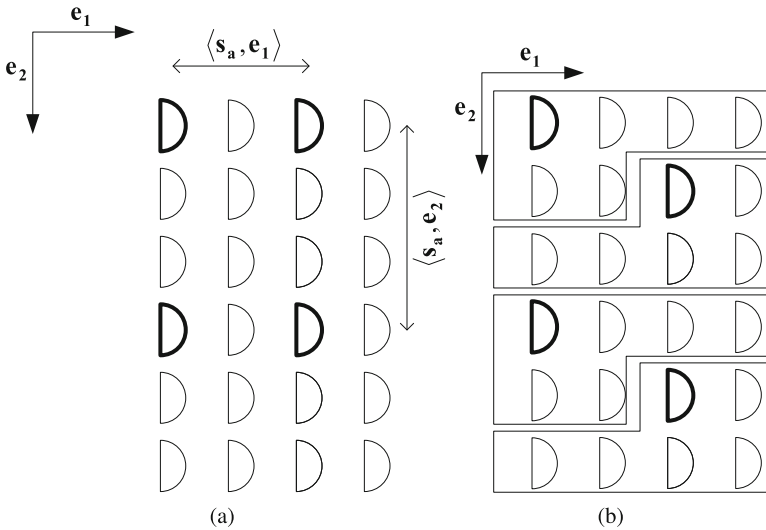 e₁
⟨sₐ, e₁⟩
e₂
⟨sₐ, e₂⟩
(a)
e₁
e₂
(b)